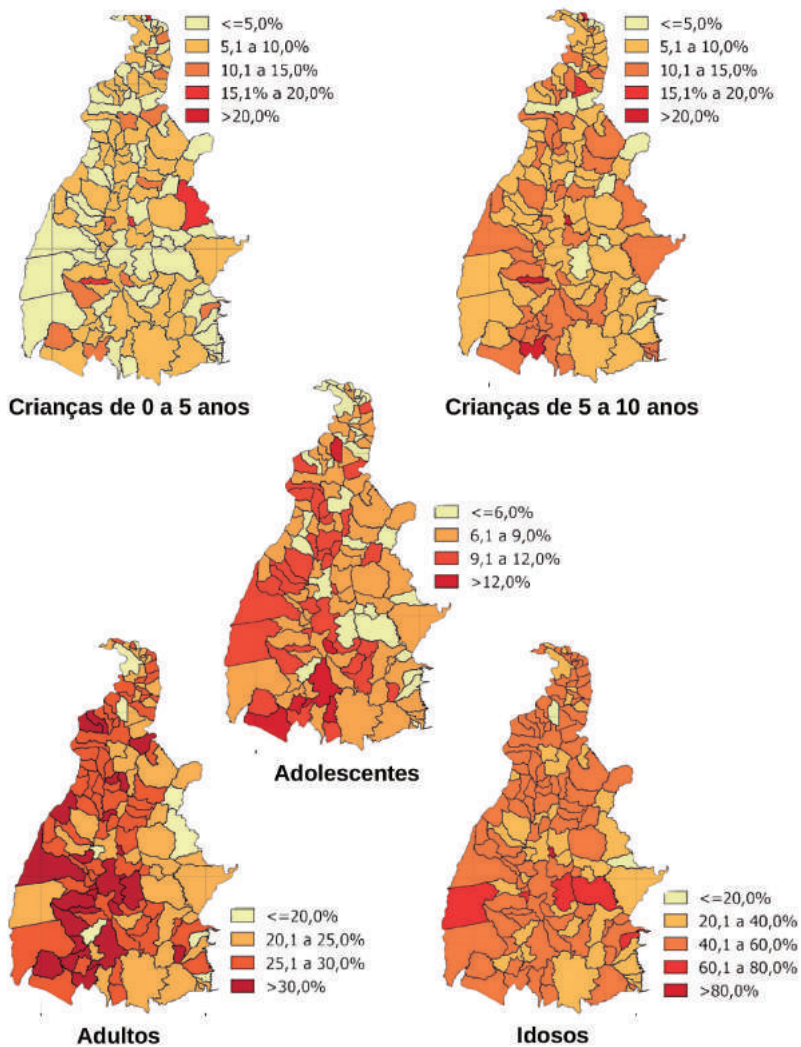 <=5,0%
5,1 a 10,0%
10,1 a 15,0%
15,1% a 20,0%
>20,0%
Crianças de 0 a 5 anos
<=5,0%
5,1 a 10,0%
10,1 a 15,0%
15,1% a 20,0%
>20,0%
Crianças de 5 a 10 anos
<=6,0%
6,1 a 9,0%
9,1 a 12,0%
>12,0%
Adolescentes
<=20,0%
20,1 a 25,0%
25,1 a 30,0%
>30,0%
Adultos
<=20,0%
20,1 a 40,0%
40,1 a 60,0%
60,1 a 80,0%
>80,0%
Idosos